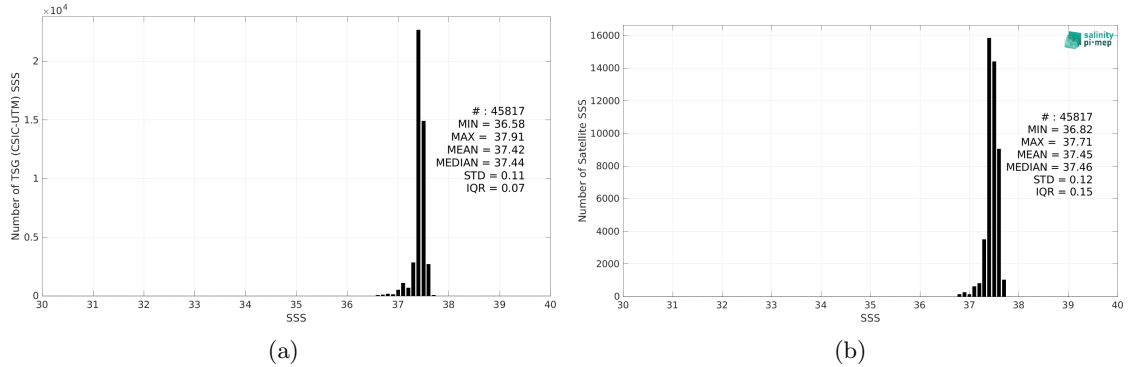 ×10⁴
2
1.5
1
0.5
0
Number of TSG (CSIC-UTM) SSS
# : 45817
MIN = 36.58
MAX = 37.91
MEAN = 37.42
MEDIAN = 37.44
STD = 0.11
IQR = 0.07
30 31 32 33 34 35 36 37 38 39 40
SSS
(a)
16000
14000
12000
10000
8000
6000
4000
2000
0
Number of Satellite SSS
salinity
pi-mep
# : 45817
MIN = 36.82
MAX = 37.71
MEAN = 37.45
MEDIAN = 37.46
STD = 0.12
IQR = 0.15
30 31 32 33 34 35 36 37 38 39 40
SSS
(b)